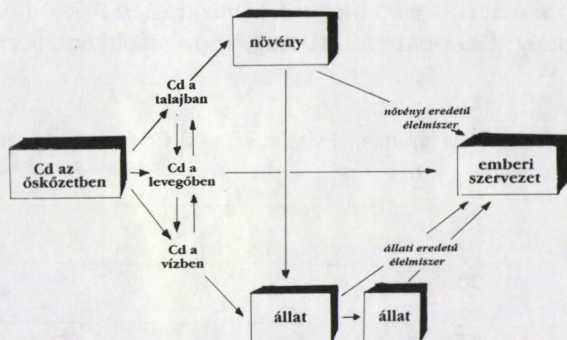 növény
Cd a
talajban
növényi eredetű
élelmiszer
Cd az
őskőzetben
Cd a
levegőben
emberi
szervezet
Cd a
vízben
állati eredetű
élelmiszer
állat
állat